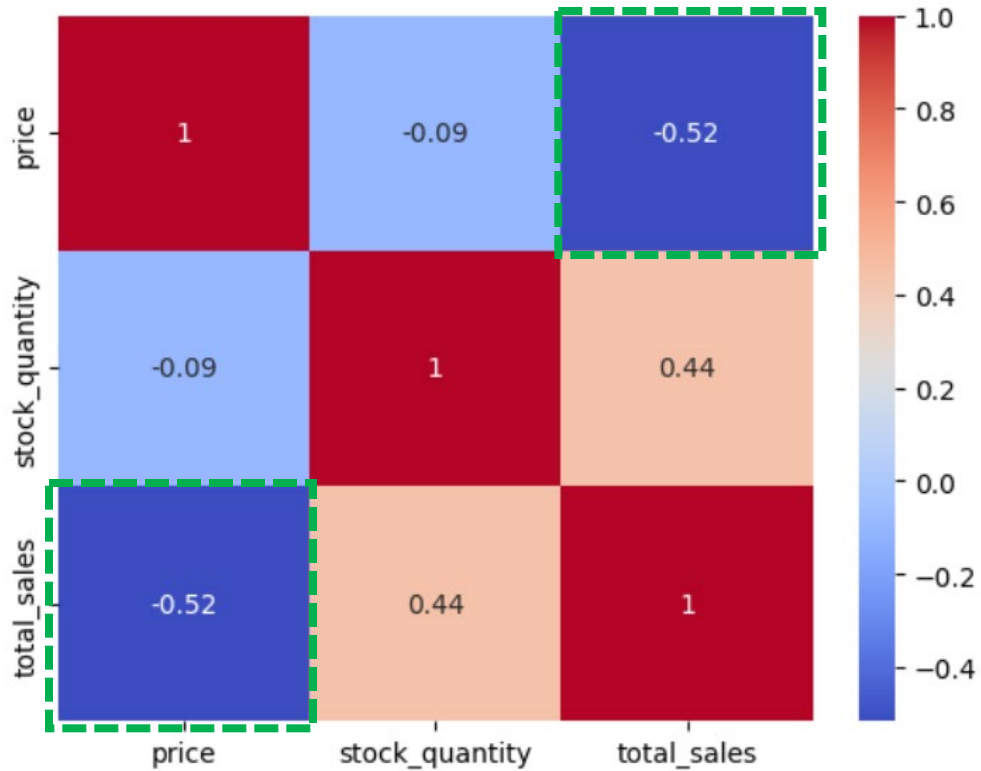 price
1
-0.09
-0.52
stock_quantity
-0.09
1
0.44
total_sales
-0.52
0.44
1
price
stock_quantity
total_sales
1.0
0.8
0.6
0.4
0.2
0.0
−0.2
−0.4